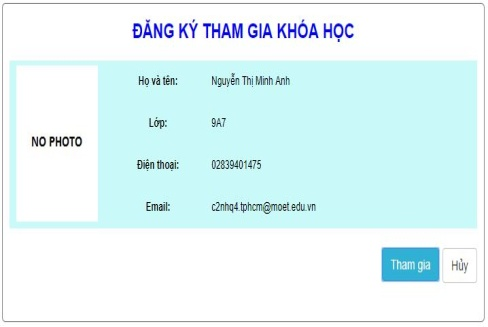 ĐĂNG KÝ THAM GIA KHÓA HỌC
NO PHOTO
Họ và tên: Nguyễn Thị Minh Anh
Lớp: 9A7
Điện thoại: 02839401475
Email: c2nhq4.tphcm@moet.edu.vn
Tham gia Hủy